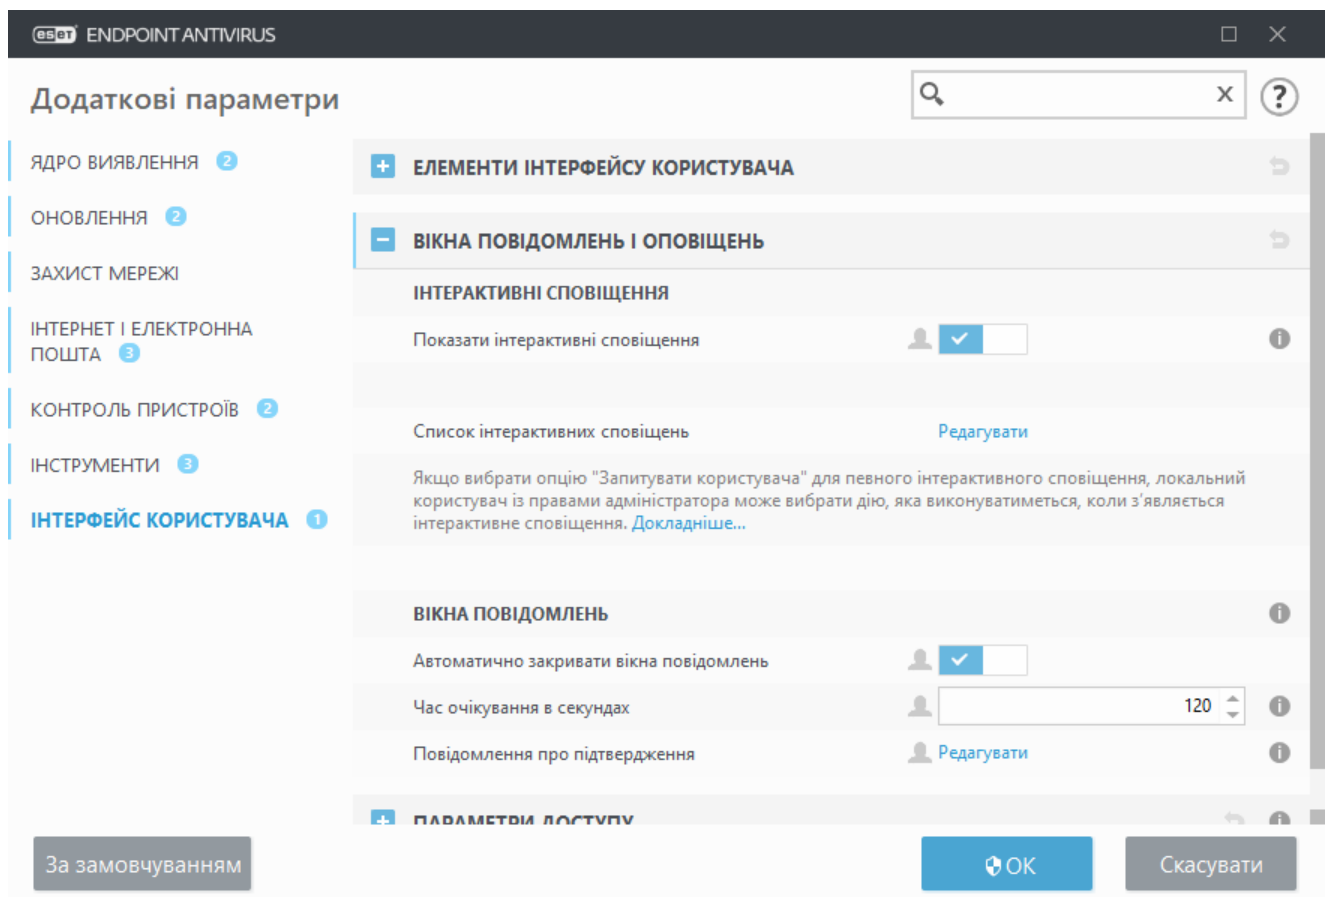 eset ENDPOINT ANTIVIRUS
Додаткові параметри
ЯДРО ВИЯВЛЕННЯ 2
ОНОВЛЕННЯ 2
ЗАХИСТ МЕРЕЖІ
ІНТЕРНЕТ І ЕЛЕКТРОННА
ПОШТА 3
КОНТРОЛЬ ПРИСТРОЇВ 2
ІНСТРУМЕНТИ 3
ІНТЕРФЕЙС КОРИСТУВАЧА 1
ЕЛЕМЕНТИ ІНТЕРФЕЙСУ КОРИСТУВАЧА
ВІКНА ПОВІДОМЛЕНЬ І ОПОВІЩЕНЬ
ІНТЕРАКТИВНІ СПОВІЩЕННЯ
Показати інтерактивні сповіщення
Список інтерактивних сповіщень Редагувати
Якщо вибрати опцію "Запитувати користувача" для певного інтерактивного сповіщення, локальний
користувач із правами адміністратора може вибрати дію, яка виконуватиметься, коли з’являється
інтерактивне сповіщення. Докладніше...
ВІКНА ПОВІДОМЛЕНЬ
Автоматично закривати вікна повідомлень
Час очікування в секундах 120
Повідомлення про підтвердження Редагувати
ПАРАМЕТРИ ДОСТУПУ
За замовчуванням OK Скасувати